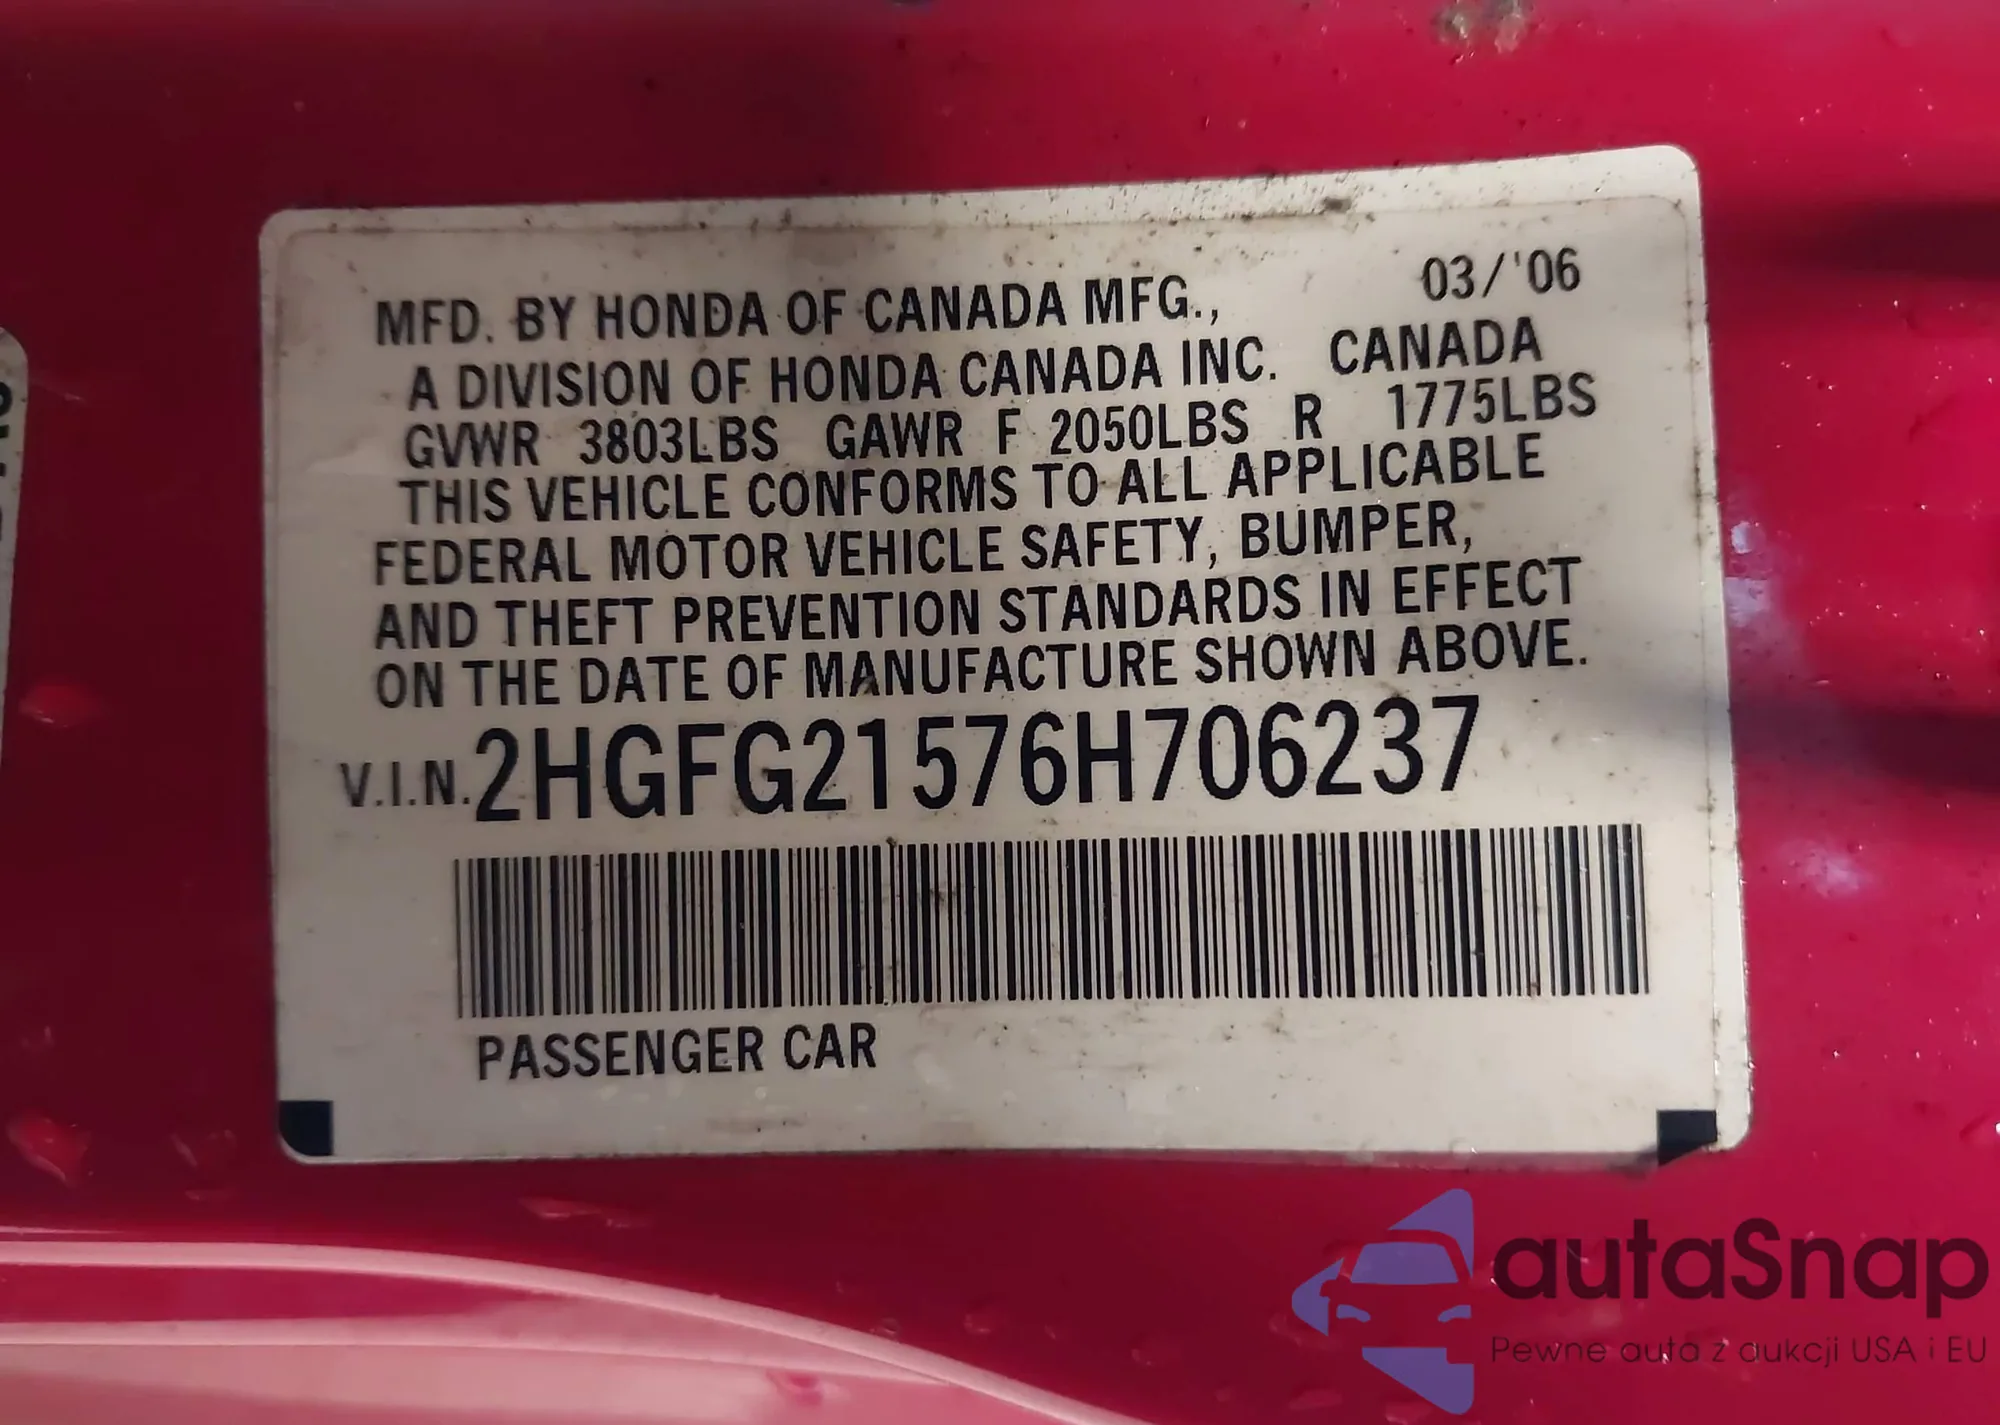 03/'06
MFD. BY HONDA OF CANADA MFG.,
A DIVISION OF HONDA CANADA INC. CANADA
GVWR 3803LBS GAWR F 2050LBS R 1775LBS
THIS VEHICLE CONFORMS TO ALL APPLICABLE
FEDERAL MOTOR VEHICLE SAFETY, BUMPER,
AND THEFT PREVENTION STANDARDS IN EFFECT
ON THE DATE OF MANUFACTURE SHOWN ABOVE.
V.I.N. 2HGFG21576H706237
PASSENGER CAR
autaSnap
Pewne auta z aukcji USA i EU